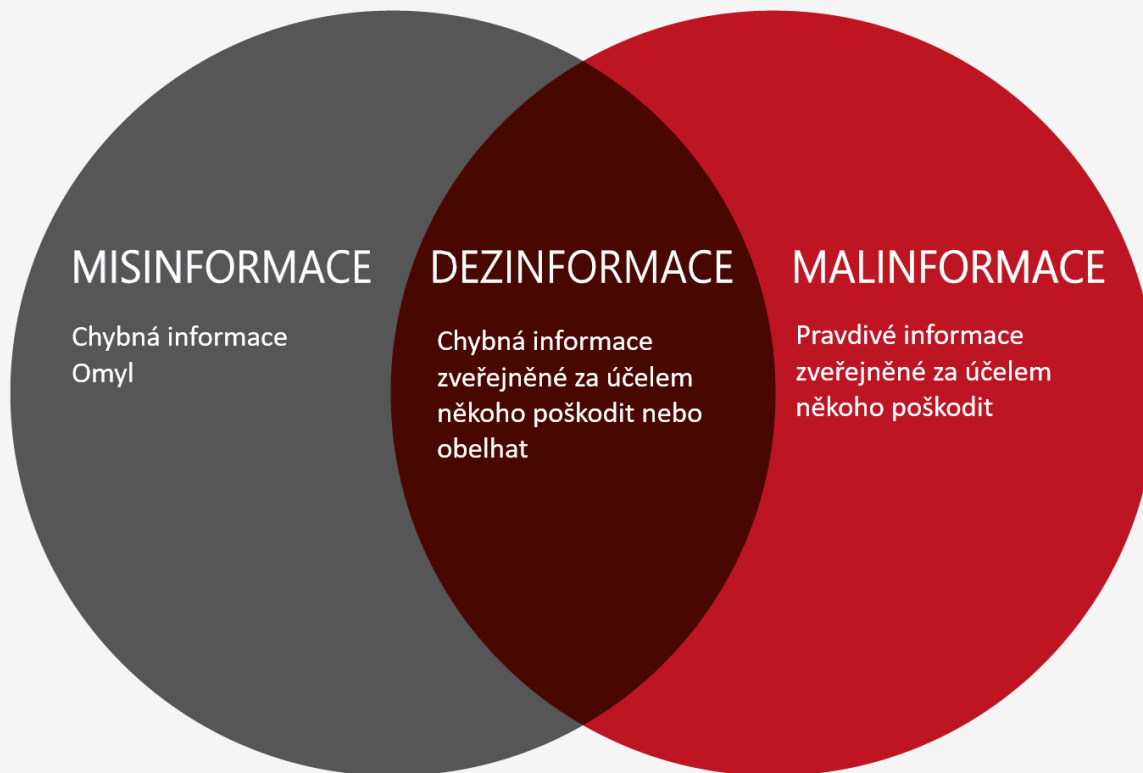 MISINFORMACE
Chybná informace
Omyl
DEZINFORMACE
Chybná informace
zveřejněné za účelem
někoho poškodit nebo
obelhat
MALINFORMACE
Pravdivé informace
zveřejněné za účelem
někoho poškodit